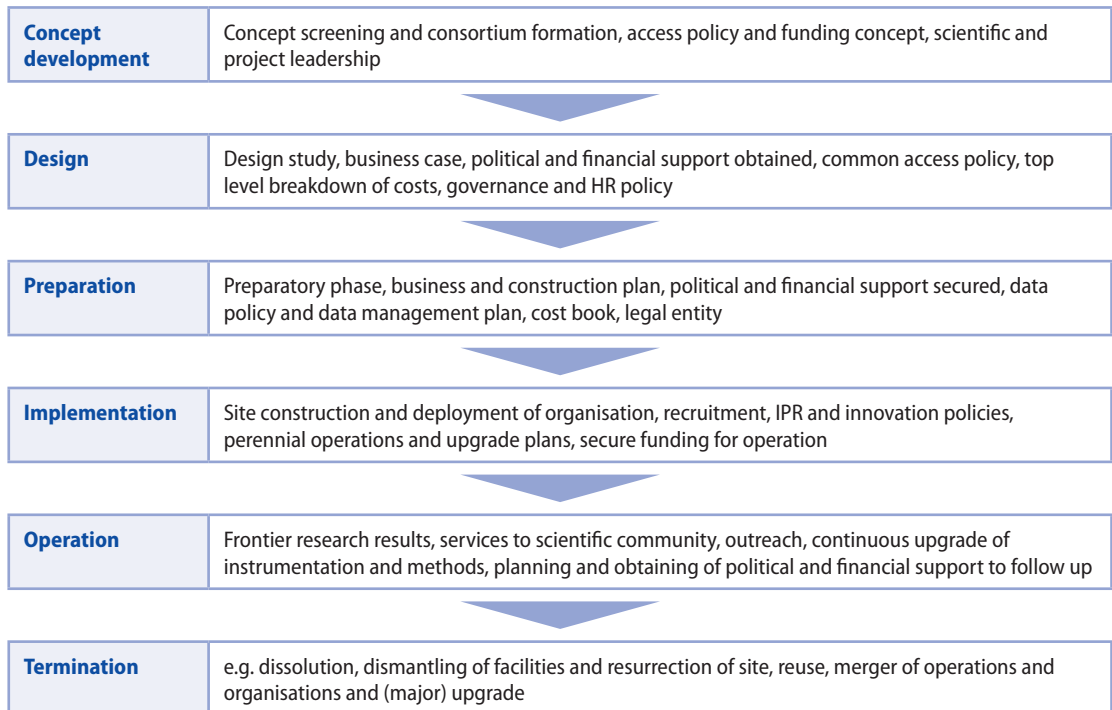 Concept development
Concept screening and consortium formation, access policy and funding concept, scientific and
project leadership
Design
Design study, business case, political and financial support obtained, common access policy, top
level breakdown of costs, governance and HR policy
Preparation
Preparatory phase, business and construction plan, political and financial support secured, data
policy and data management plan, cost book, legal entity
Implementation
Site construction and deployment of organisation, recruitment, IPR and innovation policies,
perennial operations and upgrade plans, secure funding for operation
Operation
Frontier research results, services to scientific community, outreach, continuous upgrade of
instrumentation and methods, planning and obtaining of political and financial support to follow up
Termination
e.g. dissolution, dismantling of facilities and resurrection of site, reuse, merger of operations and
organisations and (major) upgrade